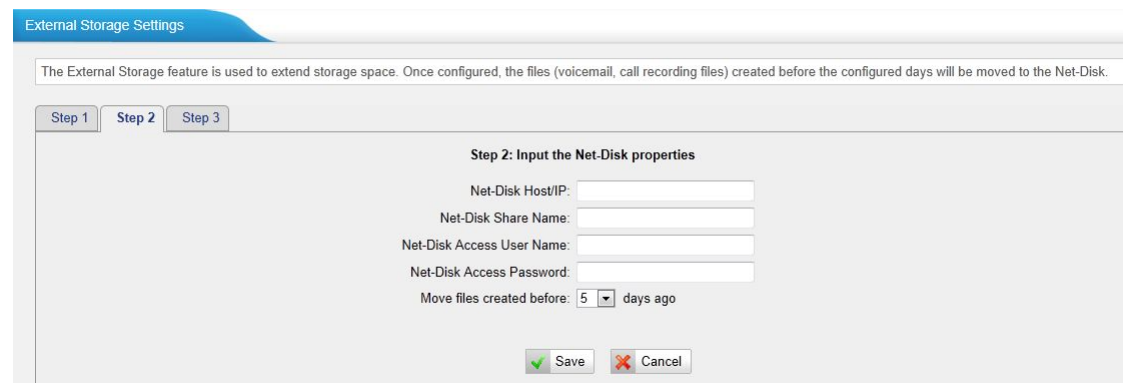 External Storage Settings
The External Storage feature is used to extend storage space. Once configured, the files (voicemail, call recording files) created before the configured days will be moved to the Net-Disk.
Step 1 Step 2 Step 3
Step 2: Input the Net-Disk properties
Net-Disk Host/IP:
Net-Disk Share Name:
Net-Disk Access User Name:
Net-Disk Access Password:
Move files created before: 5 days ago
Save Cancel